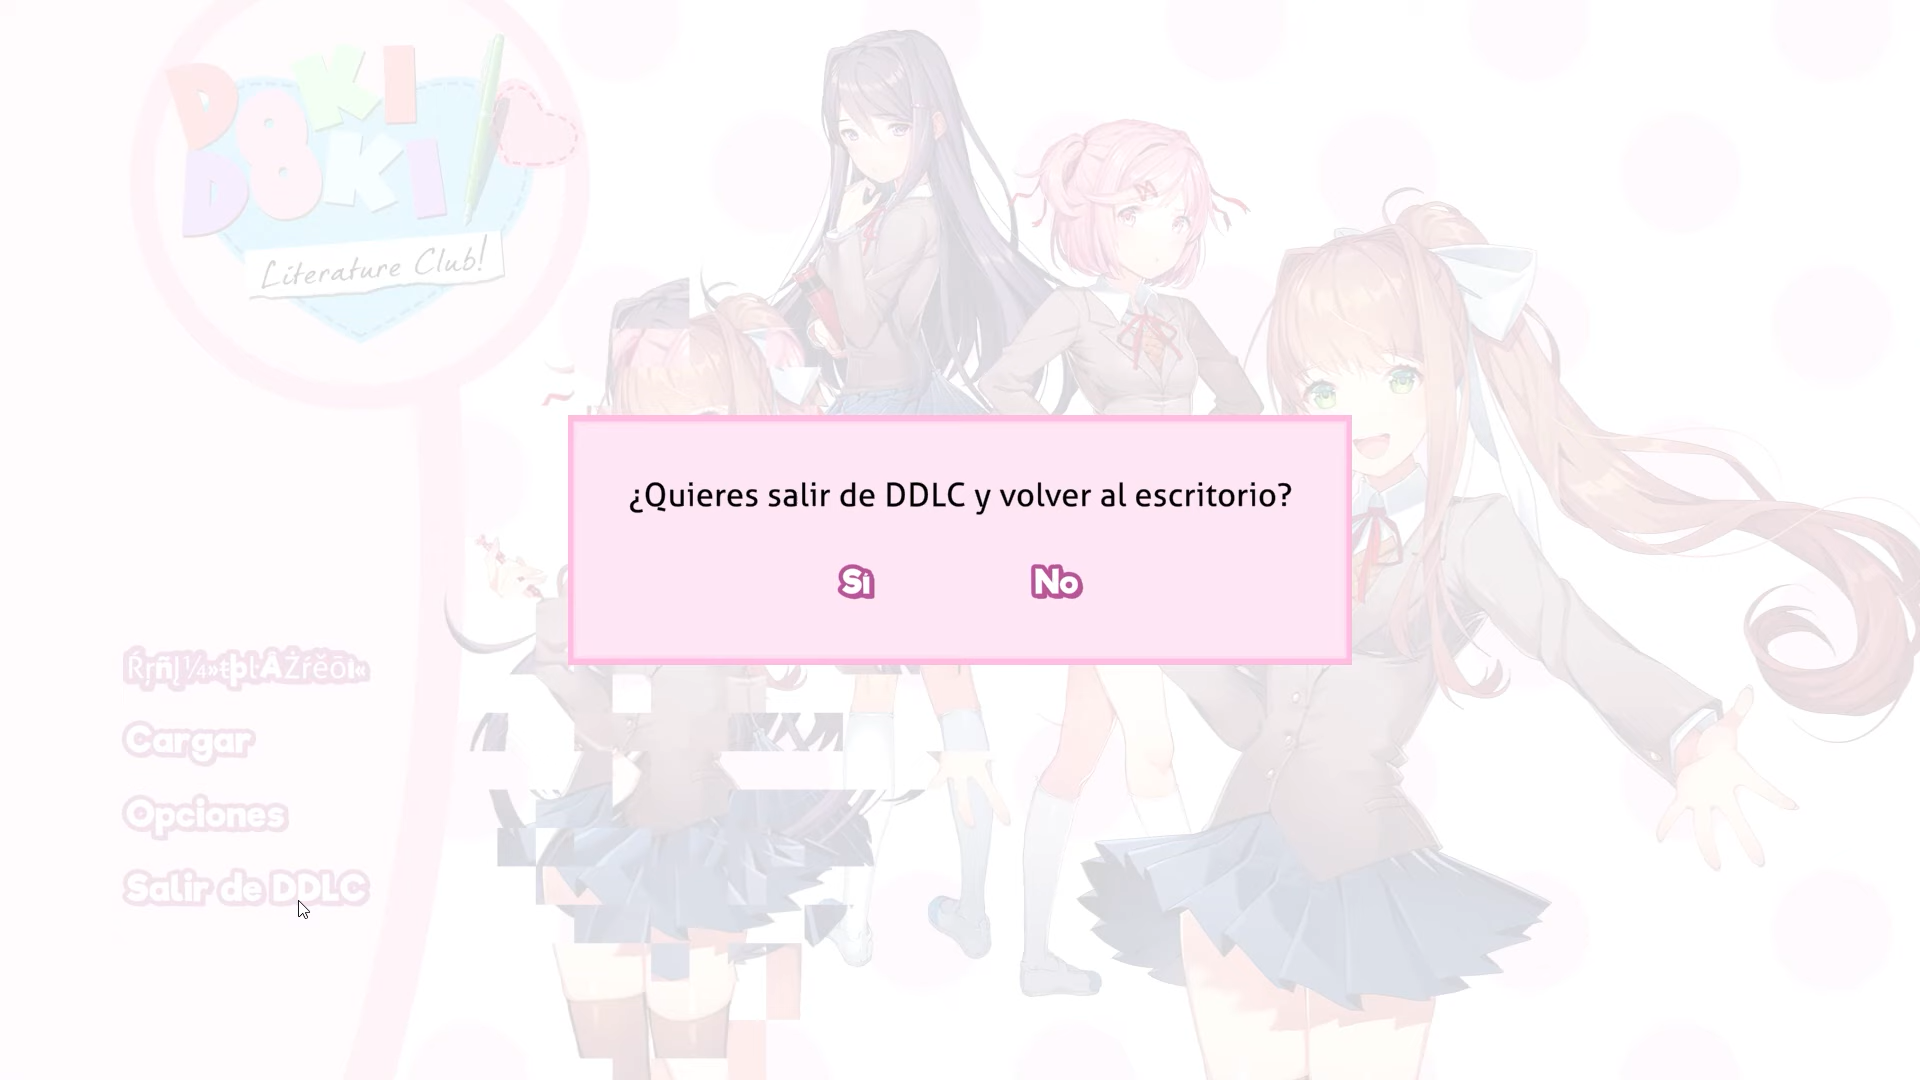 DOKI
DOKI
Literature Club!
¿Quieres salir de DDLC y volver al escritorio?
Sí
No
Cargar
Opciones
Salir de DDLC